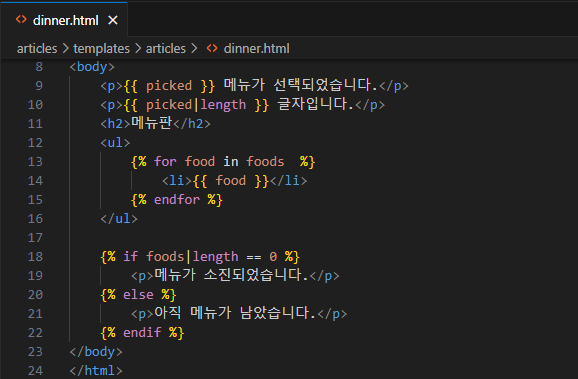 <> dinner.html ×
articles > templates > articles > <> dinner.html
8 <body>
9 <p>{{ picked }} 메뉴가 선택되었습니다.</p>
10 <p>{{ picked|length }} 글자입니다.</p>
11 <h2>메뉴판</h2>
12 <ul>
13 {% for food in foods  %}
14 <li>{{ food }}</li>
15 {% endfor %}
16 </ul>
17
18 {% if foods|length == 0 %}
19 <p>메뉴가 소진되었습니다.</p>
20 {% else %}
21 <p>아직 메뉴가 남았습니다.</p>
22 {% endif %}
23 </body>
24 </html>